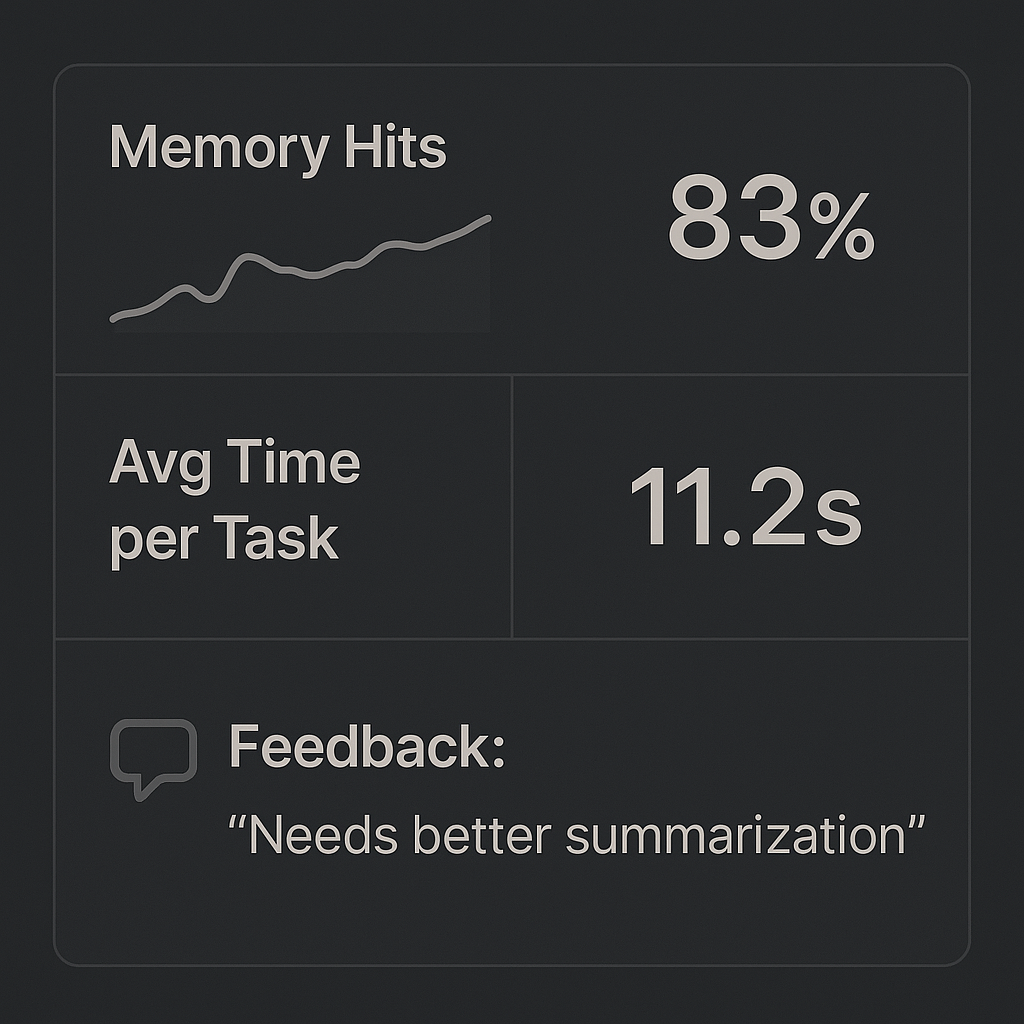 Memory Hits
83%
Avg Time
per Task
11.2s
Feedback:
“Needs better summarization”